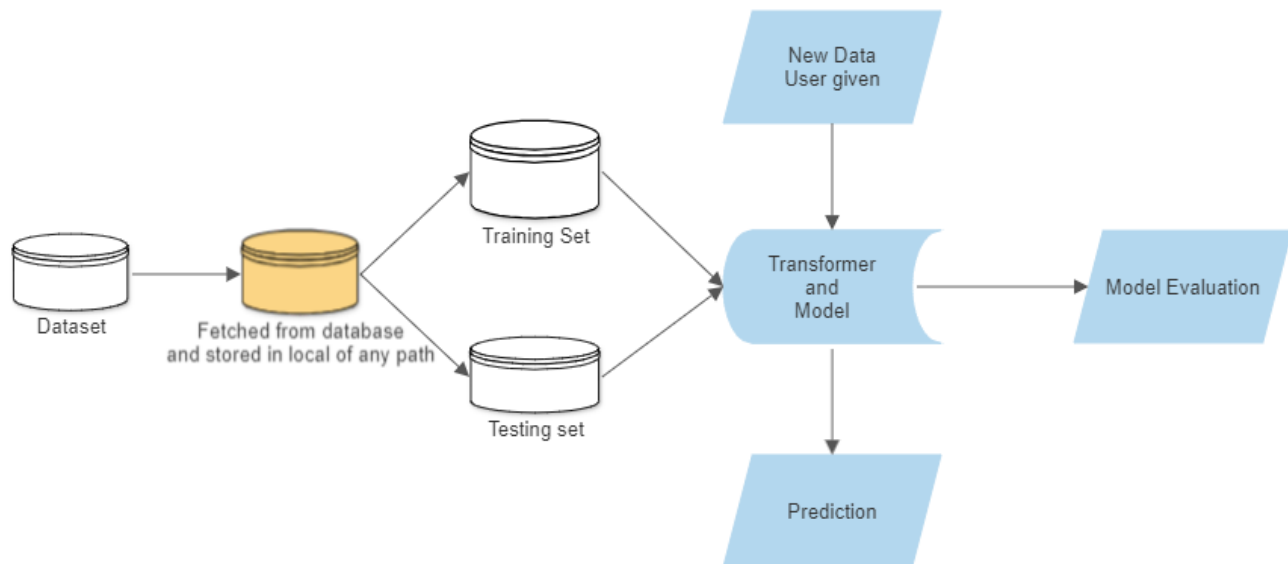 New Data
User given
Training Set
Dataset
Fetched from database
and stored in local of any path
Testing set
Transformer
and
Model
Model Evaluation
Prediction